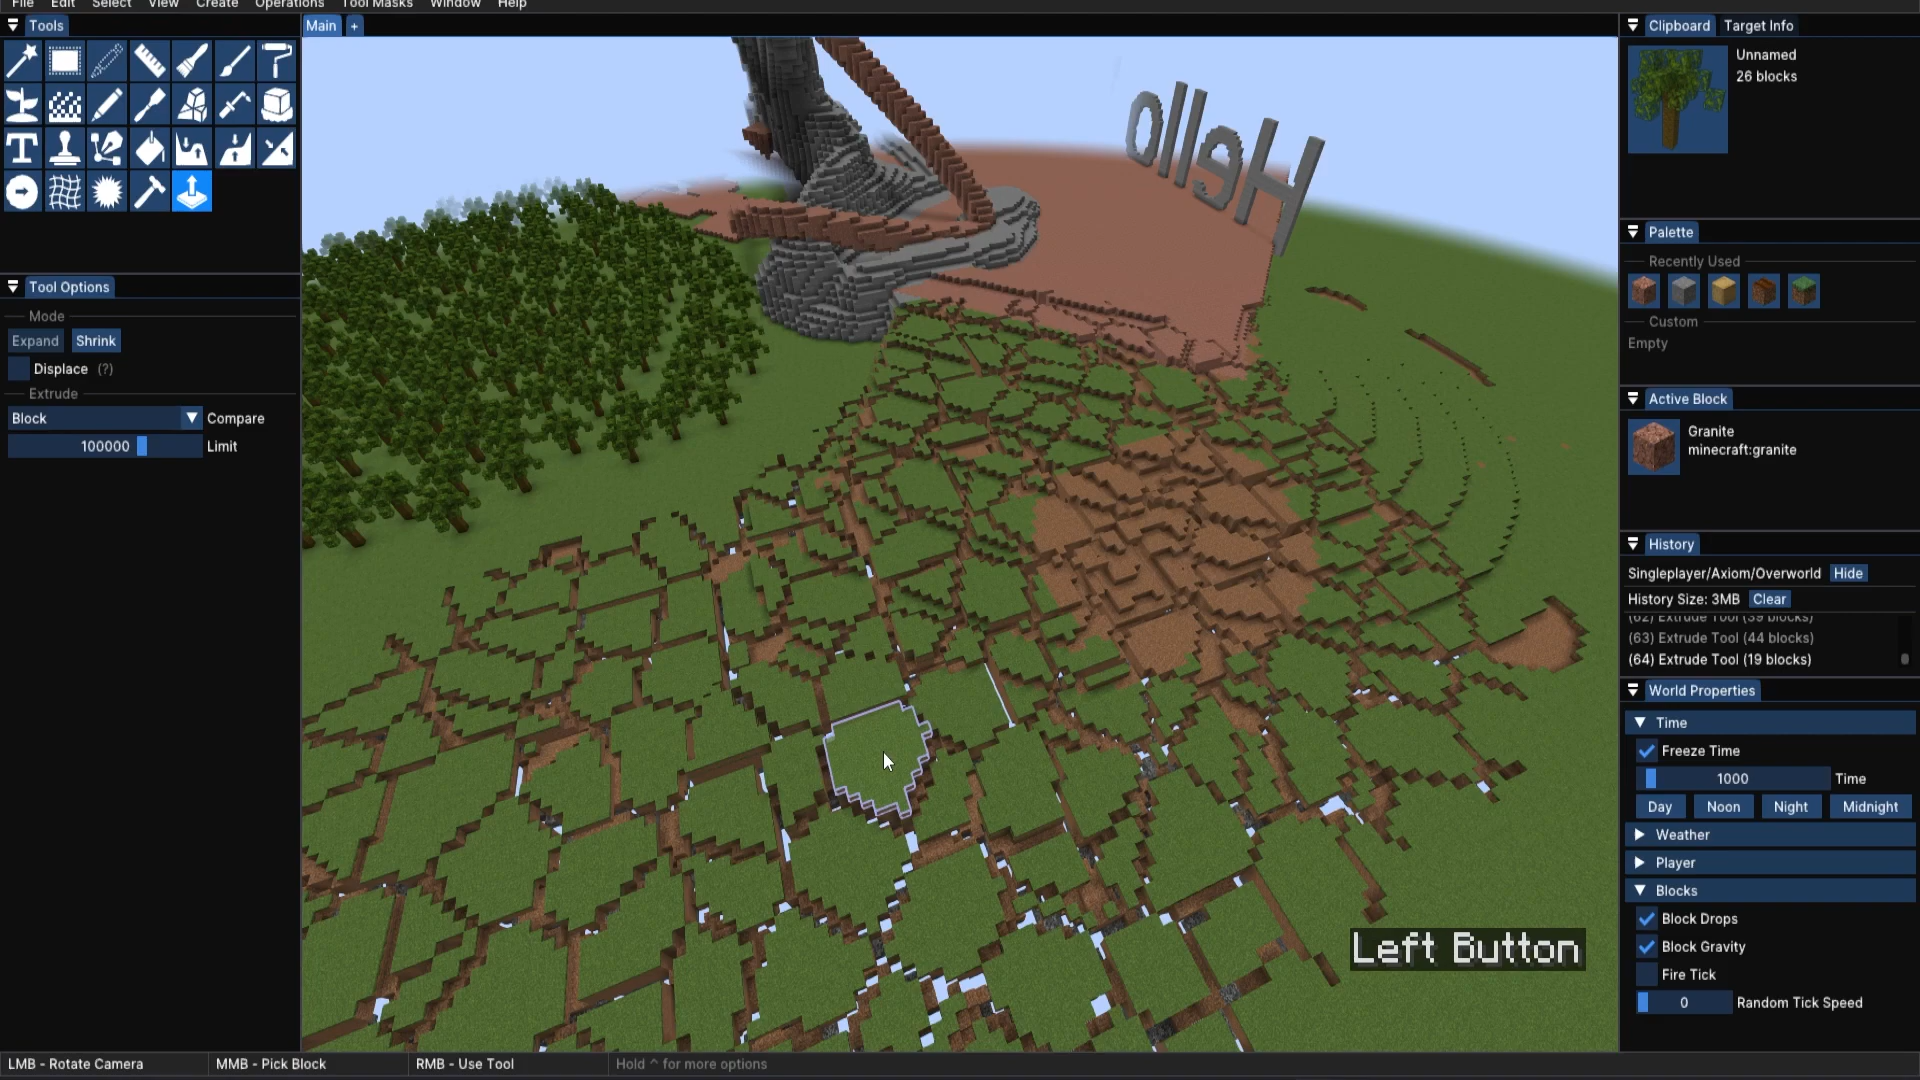 File Edit Select View Create Operations Tool Masks Window Help
Tools
Main +
Clipboard Target Info
Unnamed
26 blocks
Hello
Palette
Recently Used
Custom
Empty
Tool Options
Mode
Expand Shrink
Displace (?)
Extrude
Block Compare
100000 Limit
Active Block
Granite
minecraft:granite
History
Singleplayer/Axiom/Overworld Hide
History Size: 3MB Clear
(62) Extrude Tool (39 blocks)
(63) Extrude Tool (44 blocks)
(64) Extrude Tool (19 blocks)
World Properties
Time
Freeze Time
1000 Time
Day Noon Night Midnight
Weather
Player
Blocks
Block Drops
Block Gravity
Fire Tick
0 Random Tick Speed
Left Button
LMB - Rotate Camera MMB - Pick Block RMB - Use Tool Hold ^ for more options